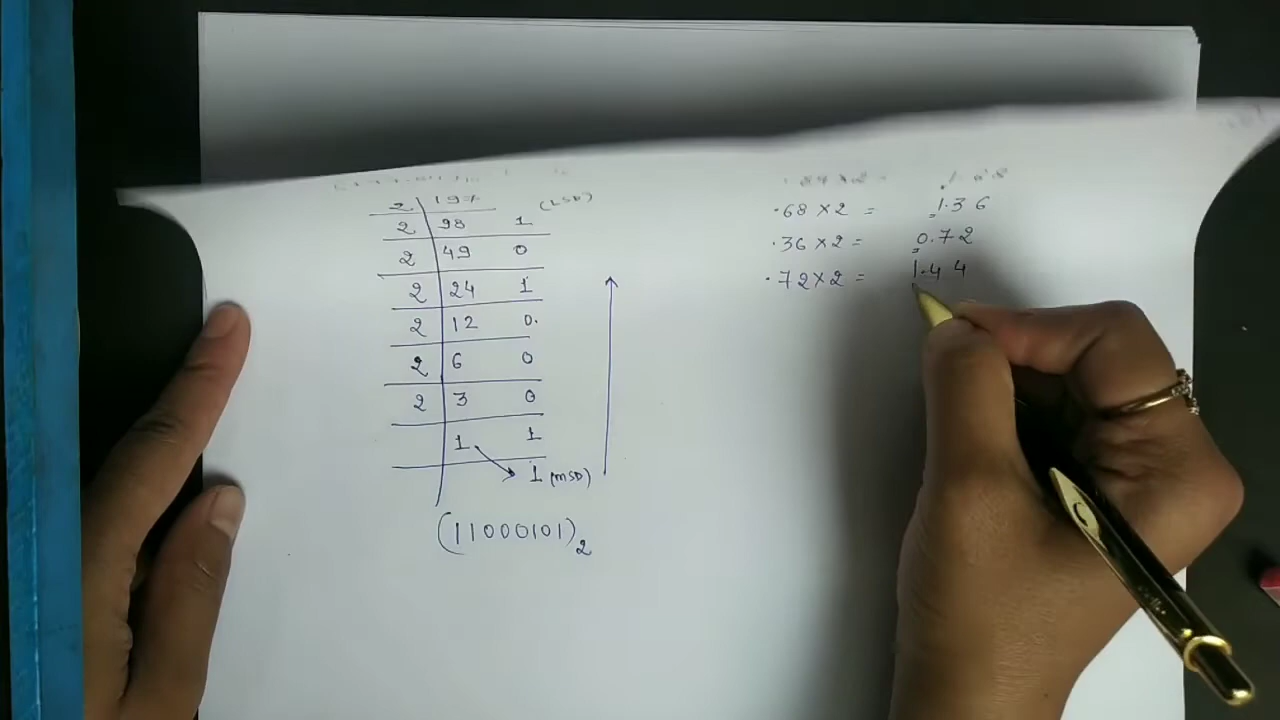 2 197 (LSD)
2 98 1
2 49 0
2 24 1
2 12 0.
2 6 0
2 3 0
1 1
1 (MSD)
(11000101)2
.68 × 2 = 1.36
.36 × 2 = 0.72
.72 × 2 = 1.44